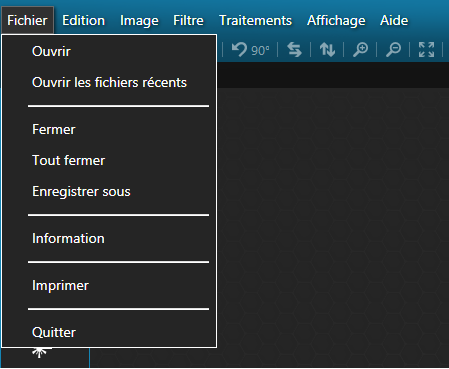 Fichier Edition Image Filtre Traitements Affichage Aide
90°
Ouvrir
Ouvrir les fichiers récents
Fermer
Tout fermer
Enregistrer sous
Information
Imprimer
Quitter